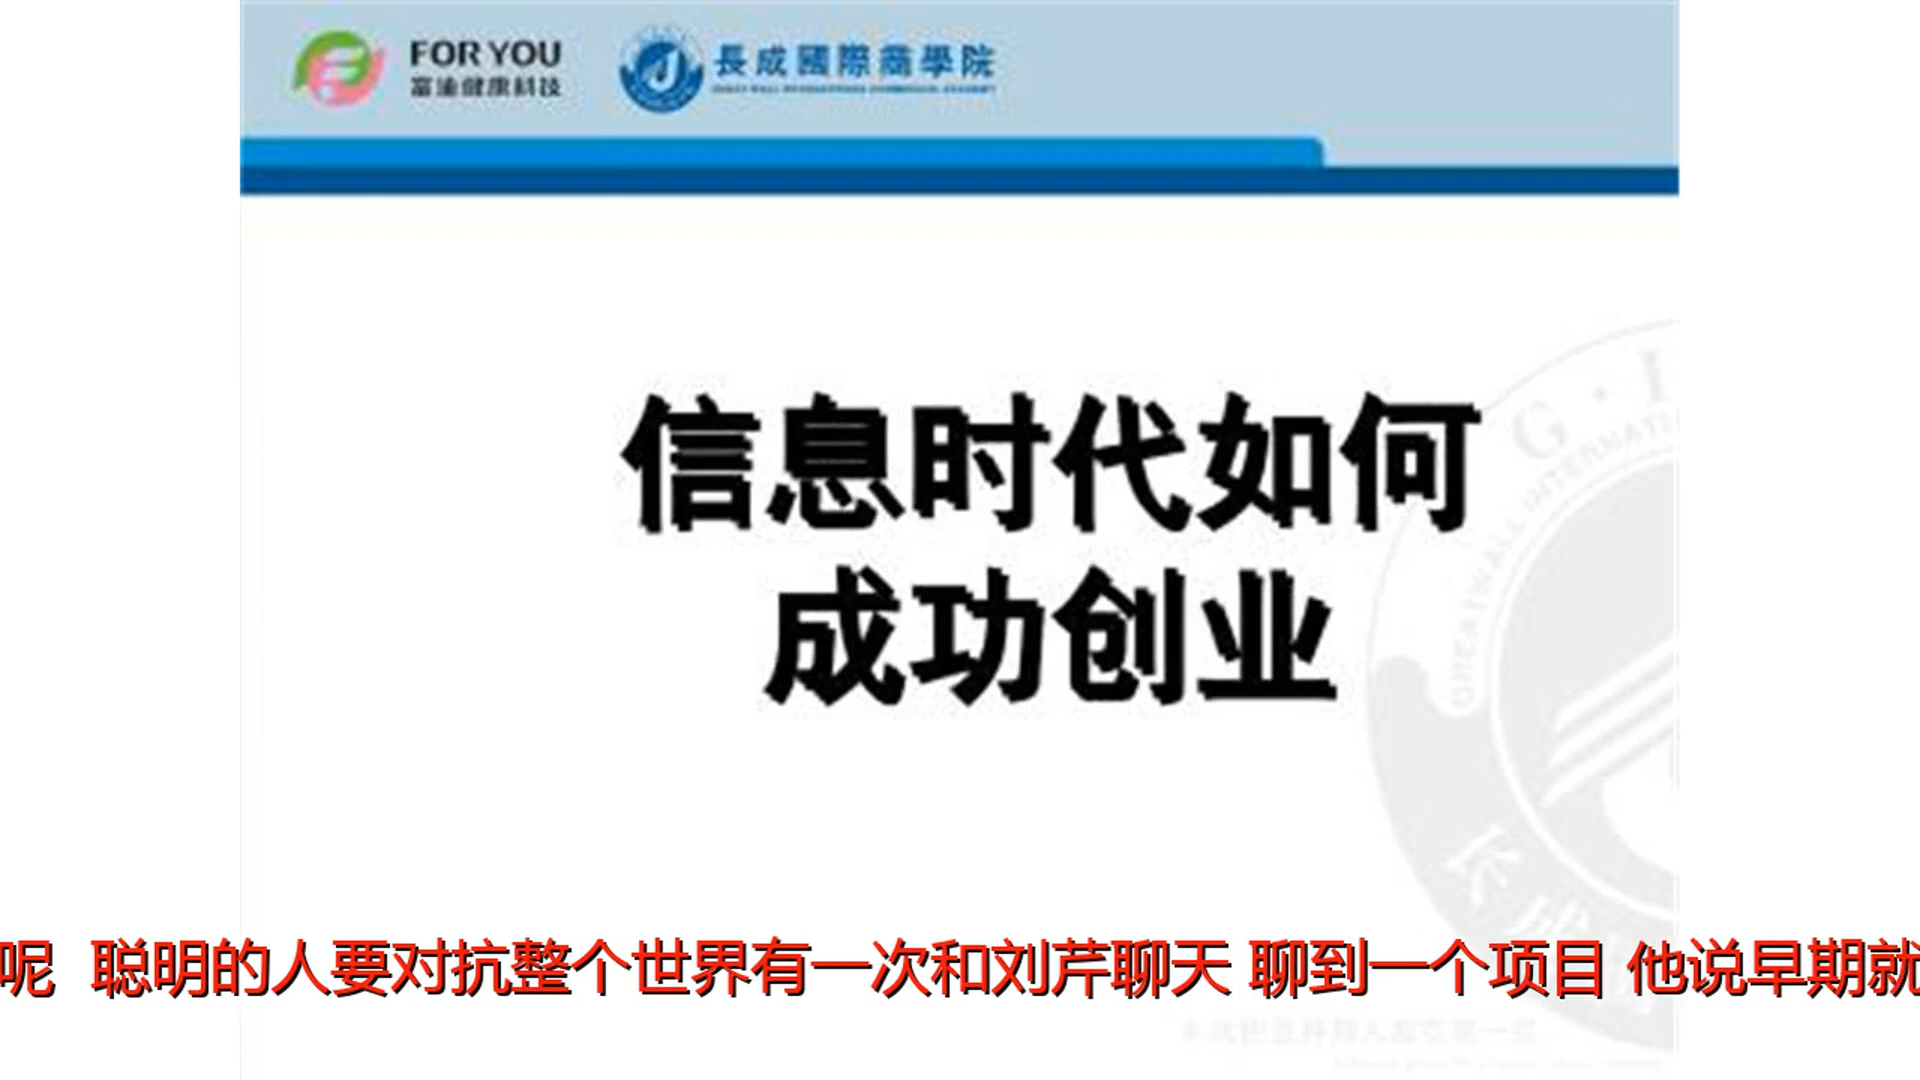 FOR YOU
富迪健康科技
長成國際商學院
信息时代如何
成功创业
呢 聪明的人要对抗整个世界有一次和刘芹聊天 聊到一个项目 他说早期就